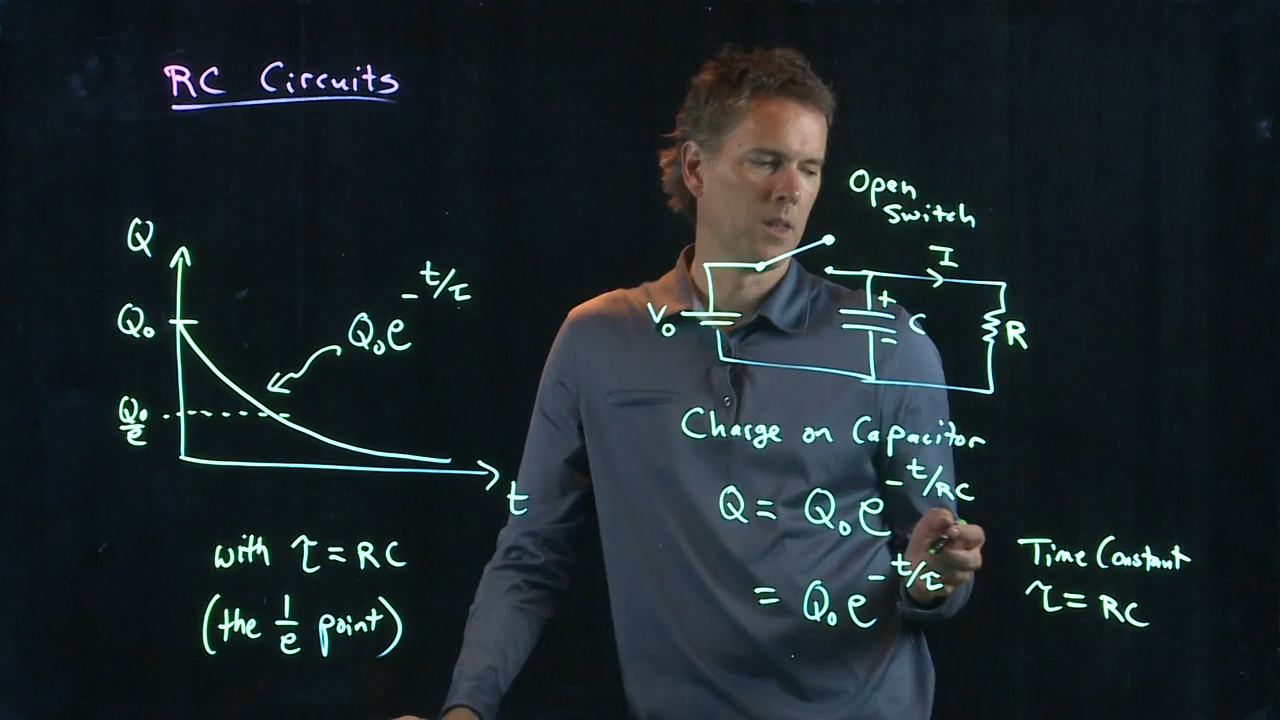 RC Circuits
Q
Q₀
Q₀e^(-t/τ)
Q₀/e
t
with τ = RC
(the 1/e point)
Open
Switch
I
V₀
+
C
-
R
Charge on Capacitor
Q = Q₀e^(-t/RC)
= Q₀e^(-t/τ)
Time Constant
τ = RC